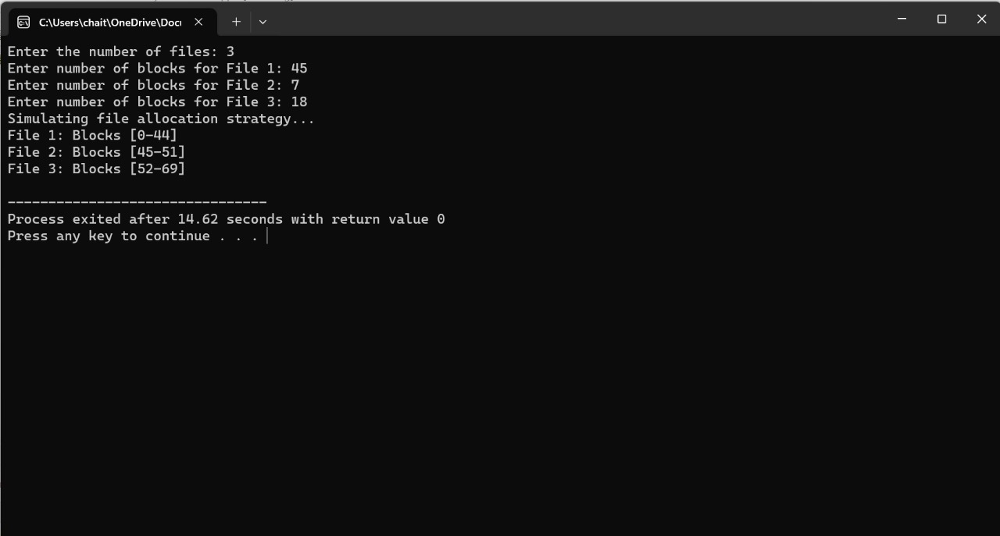 C:\Users\chait\OneDrive\Docu
Enter the number of files: 3
Enter number of blocks for File 1: 45
Enter number of blocks for File 2: 7
Enter number of blocks for File 3: 18
Simulating file allocation strategy...
File 1: Blocks [0-44]
File 2: Blocks [45-51]
File 3: Blocks [52-69]
--------------------------------
Process exited after 14.62 seconds with return value 0
Press any key to continue . . .